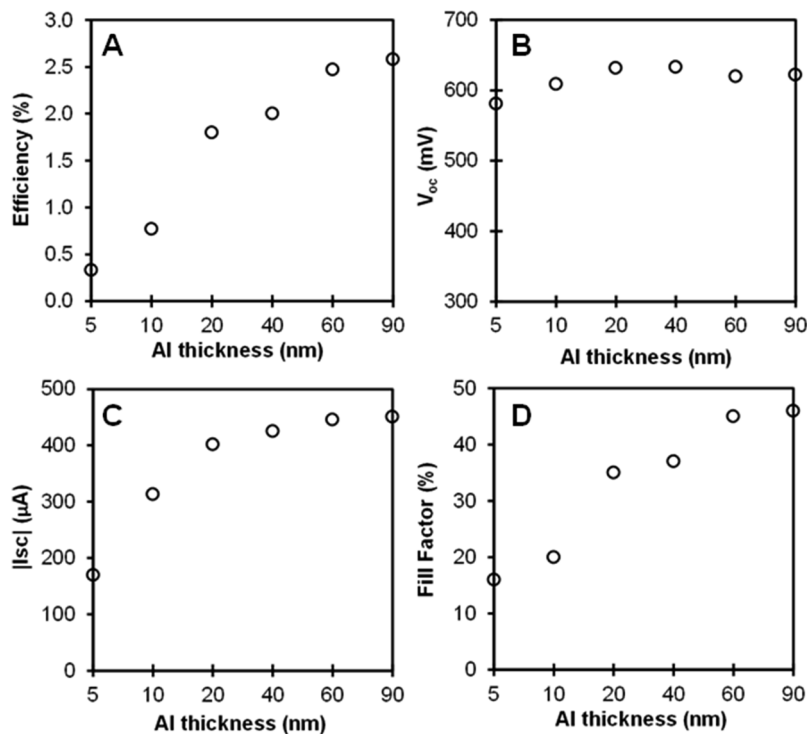 A
Efficiency (%)
3.0
2.5
2.0
1.5
1.0
0.5
0.0
5 10 20 40 60 90
Al thickness (nm)
B
Voc (mV)
700
600
500
400
300
5 10 20 40 60 90
Al thickness (nm)
C
|Isc| (μA)
500
400
300
200
100
0
5 10 20 40 60 90
Al thickness (nm)
D
Fill Factor (%)
50
40
30
20
10
0
5 10 20 40 60 90
Al thickness (nm)